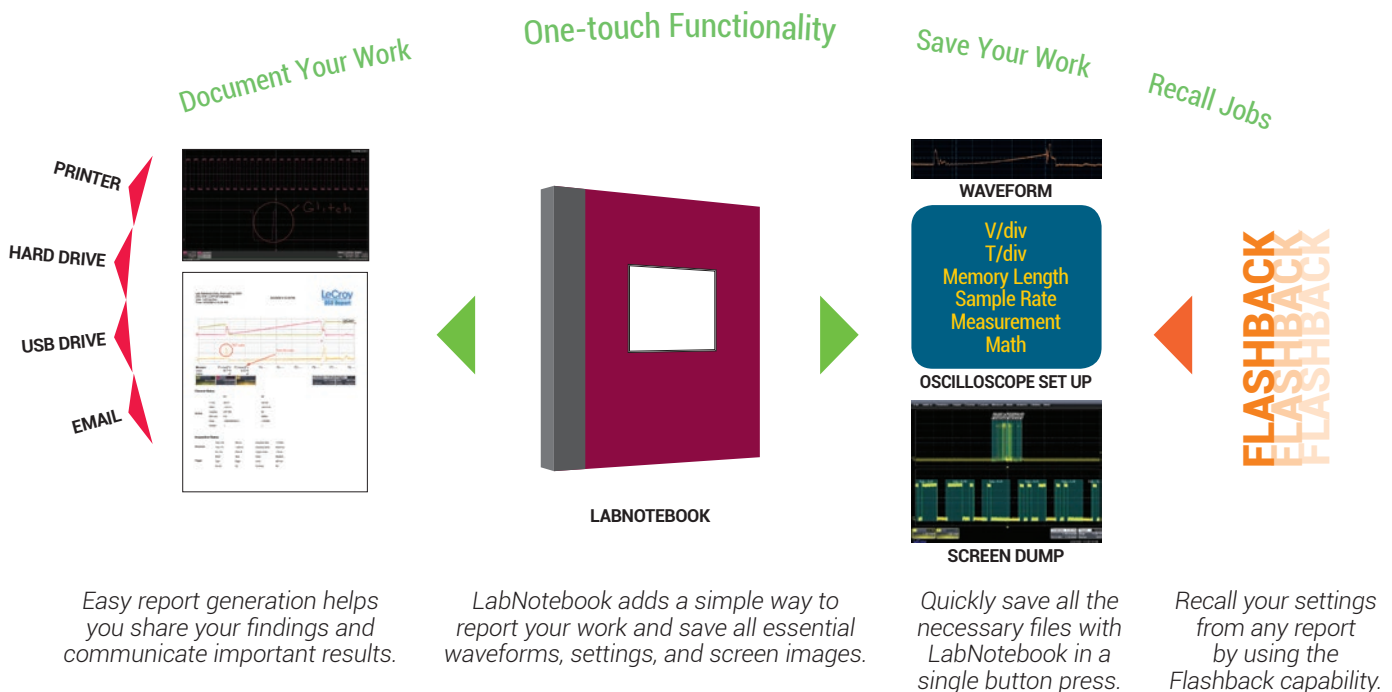 Document Your Work
One-touch Functionality
Save Your Work
Recall Jobs
PRINTER
HARD DRIVE
USB DRIVE
EMAIL
Glitch
LeCroy
LABNOTEBOOK
WAVEFORM
V/div
T/div
Memory Length
Sample Rate
Measurement
Math
OSCILLOSCOPE SET UP
SCREEN DUMP
FLASHBACK
FLASHBACK
FLASHBACK
Easy report generation helps
you share your findings and
communicate important results.
LabNotebook adds a simple way to
report your work and save all essential
waveforms, settings, and screen images.
Quickly save all the
necessary files with
LabNotebook in a
single button press.
Recall your settings
from any report
by using the
Flashback capability.